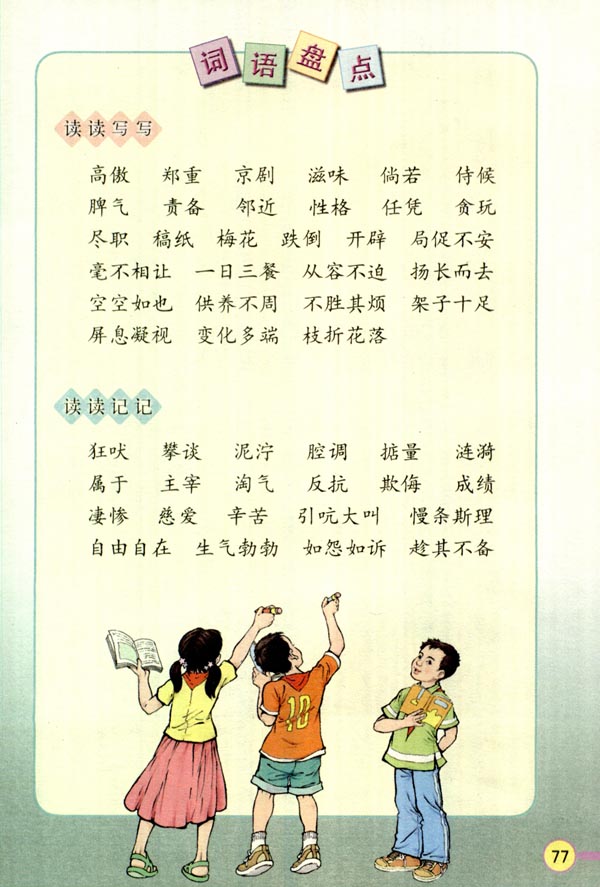 词语盘点
读读写写
高傲 郑重 京剧 滋味 倘若 侍候
脾气 责备 邻近 性格 任凭 贪玩
尽职 稿纸 梅花 跌倒 开辟 局促不安
毫不相让 一日三餐 从容不迫 扬长而去
空空如也 供养不周 不胜其烦 架子十足
屏息凝视 变化多端 枝折花落
读读记记
狂吠 攀谈 泥泞 腔调 掂量 涟漪
属于 主宰 淘气 反抗 欺侮 成绩
凄惨 慈爱 辛苦 引吭大叫 慢条斯理
自由自在 生气勃勃 如怨如诉 趁其不备
10
77